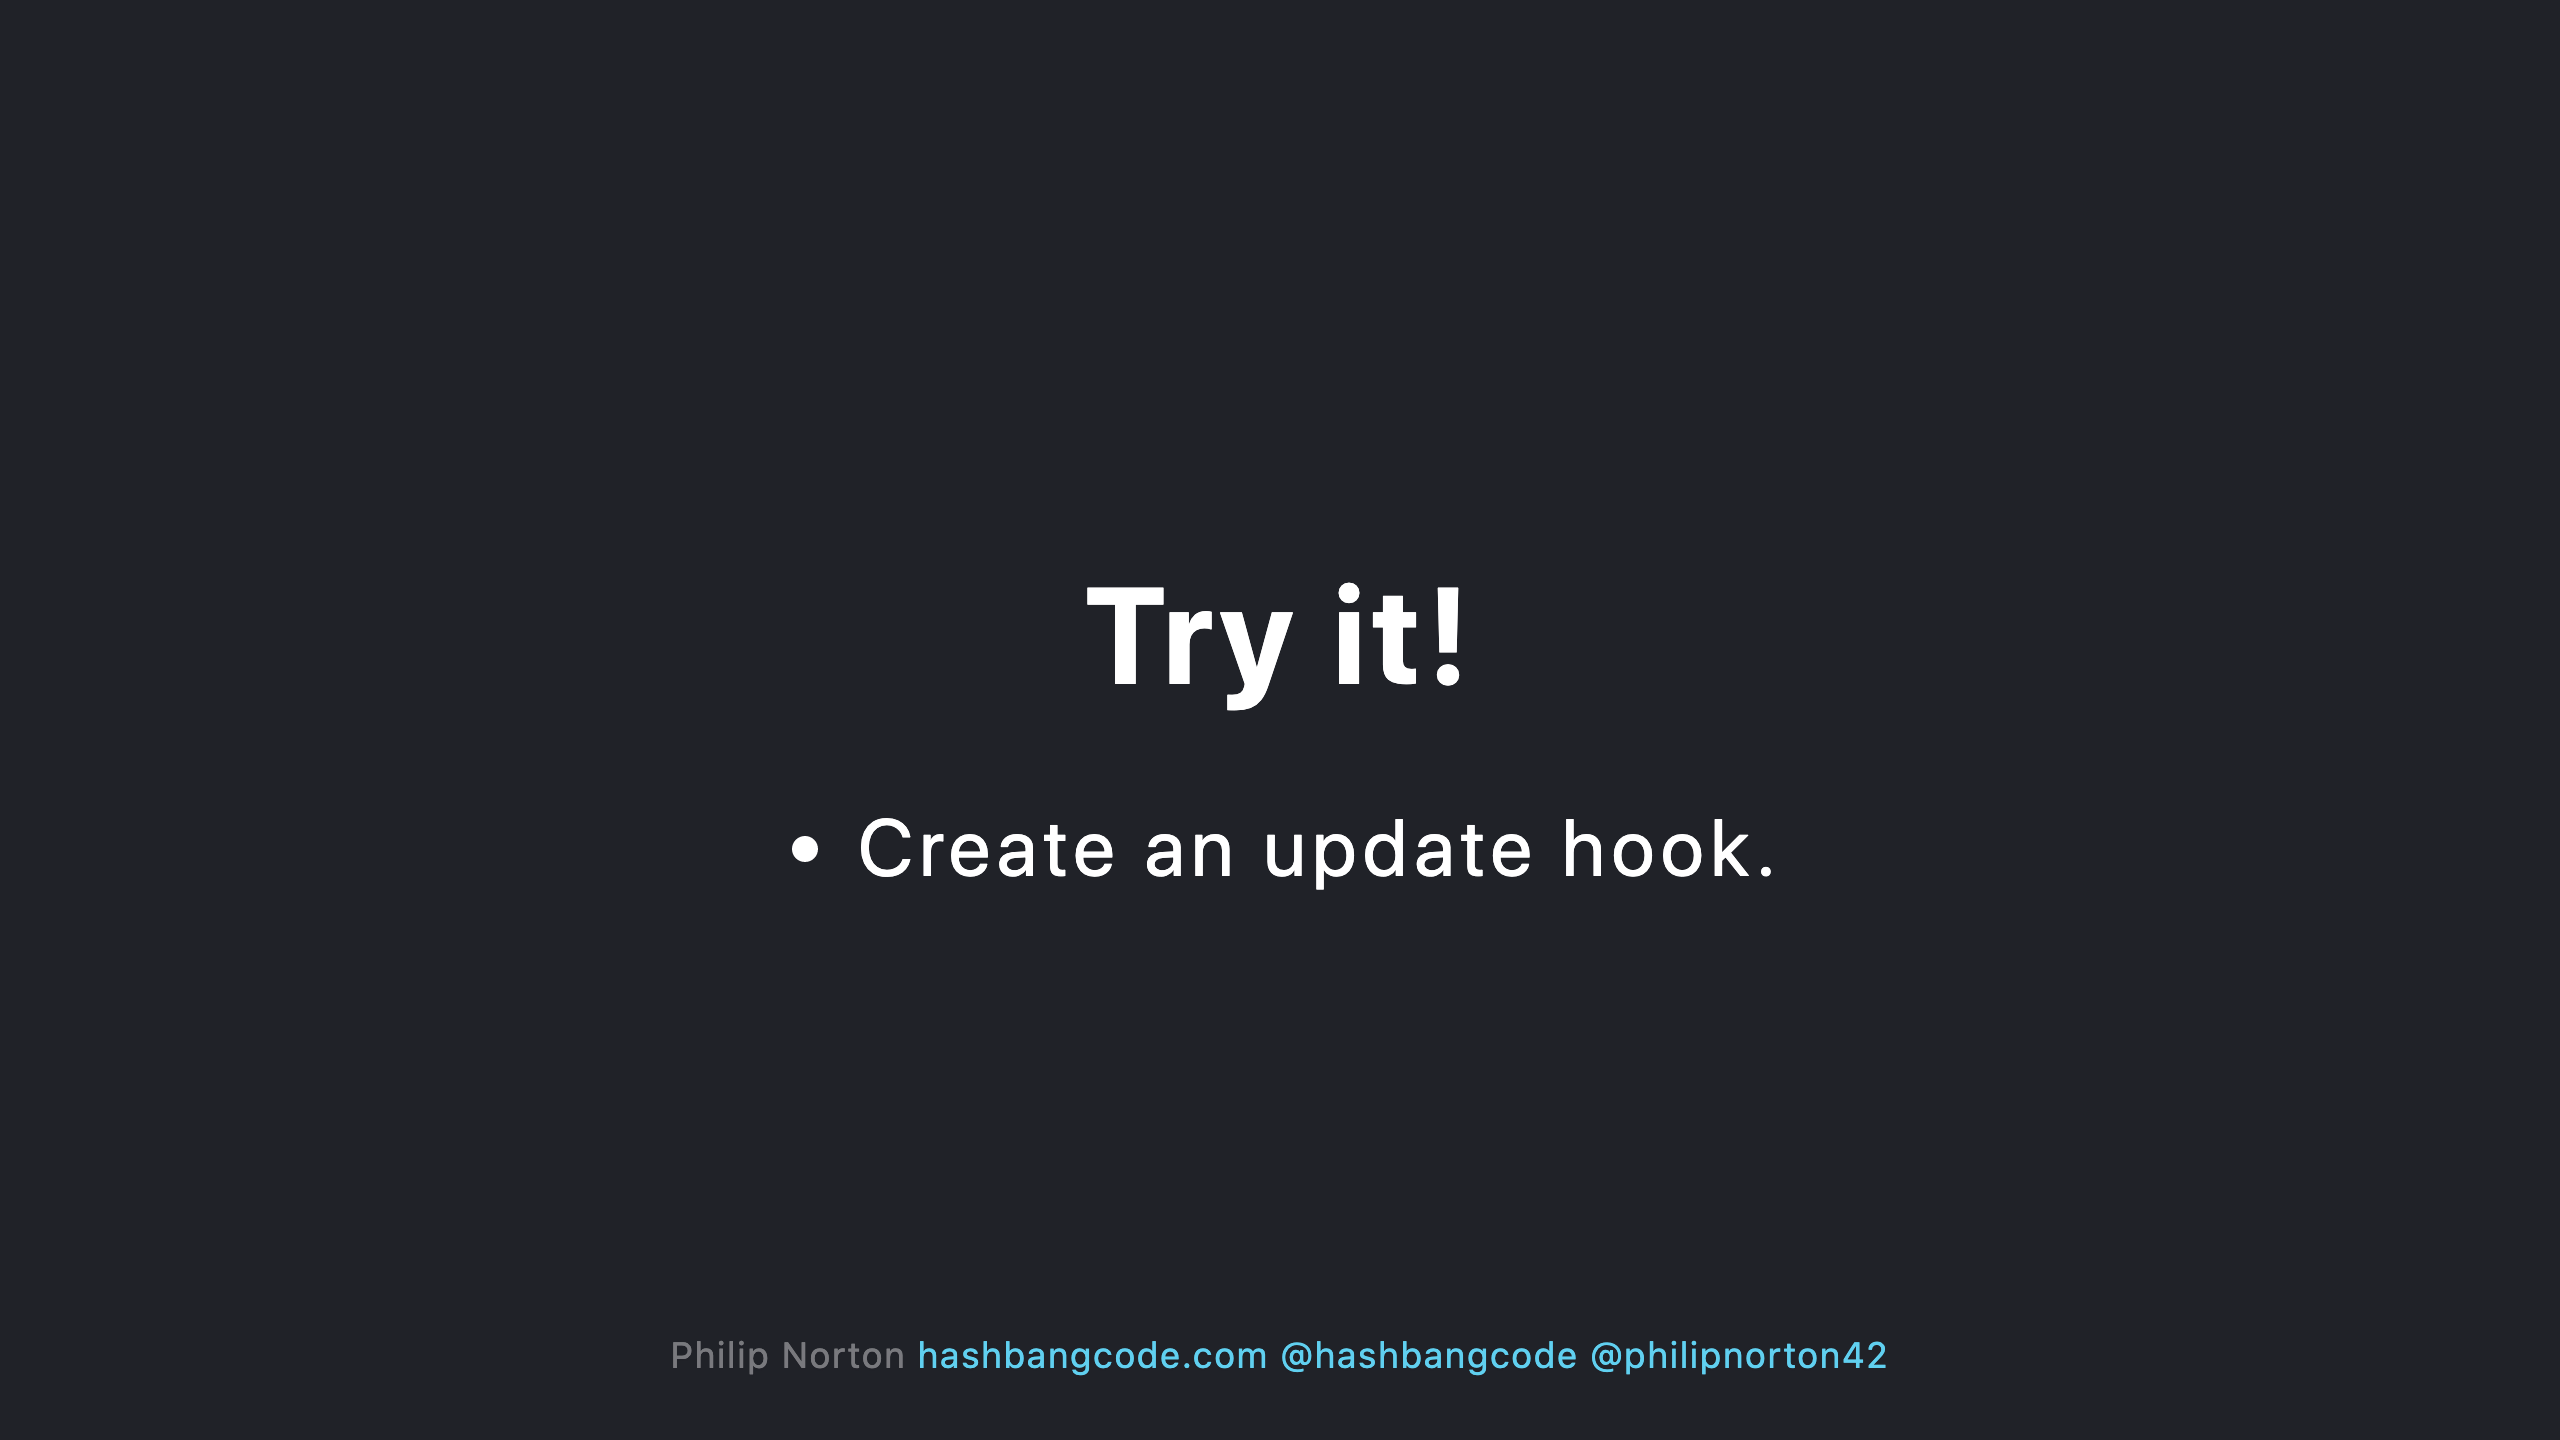 Try it!
• Create an update hook.
Philip Norton hashbangcode.com @hashbangcode @philipnorton42